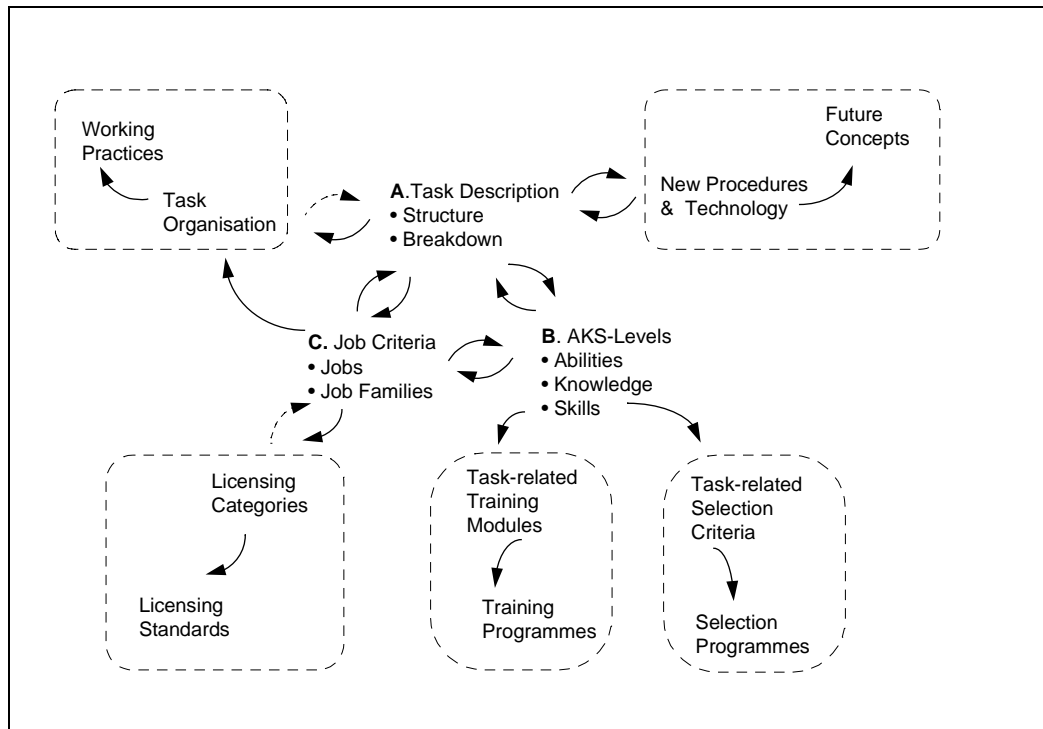 Working
Practices
Task
Organisation
A.Task Description
• Structure
• Breakdown
Future
Concepts
New Procedures
& Technology
C. Job Criteria
• Jobs
• Job Families
B. AKS-Levels
• Abilities
• Knowledge
• Skills
Licensing
Categories
Licensing
Standards
Task-related
Training
Modules
Training
Programmes
Task-related
Selection
Criteria
Selection
Programmes